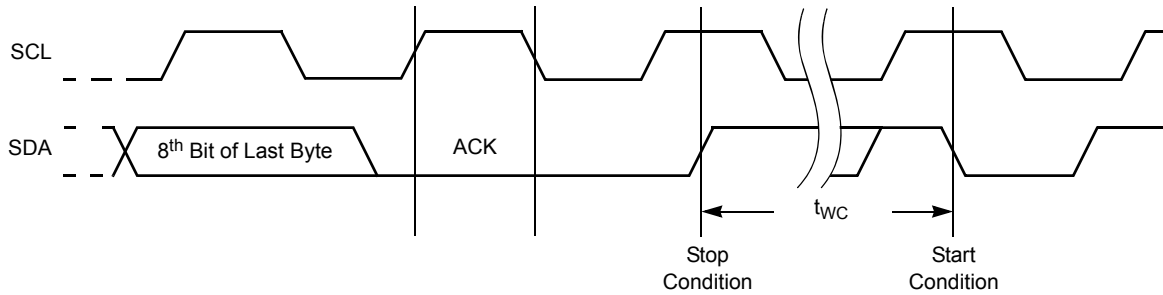 SCL
SDA
8th Bit of Last Byte
ACK
tWC
Stop
Condition
Start
Condition